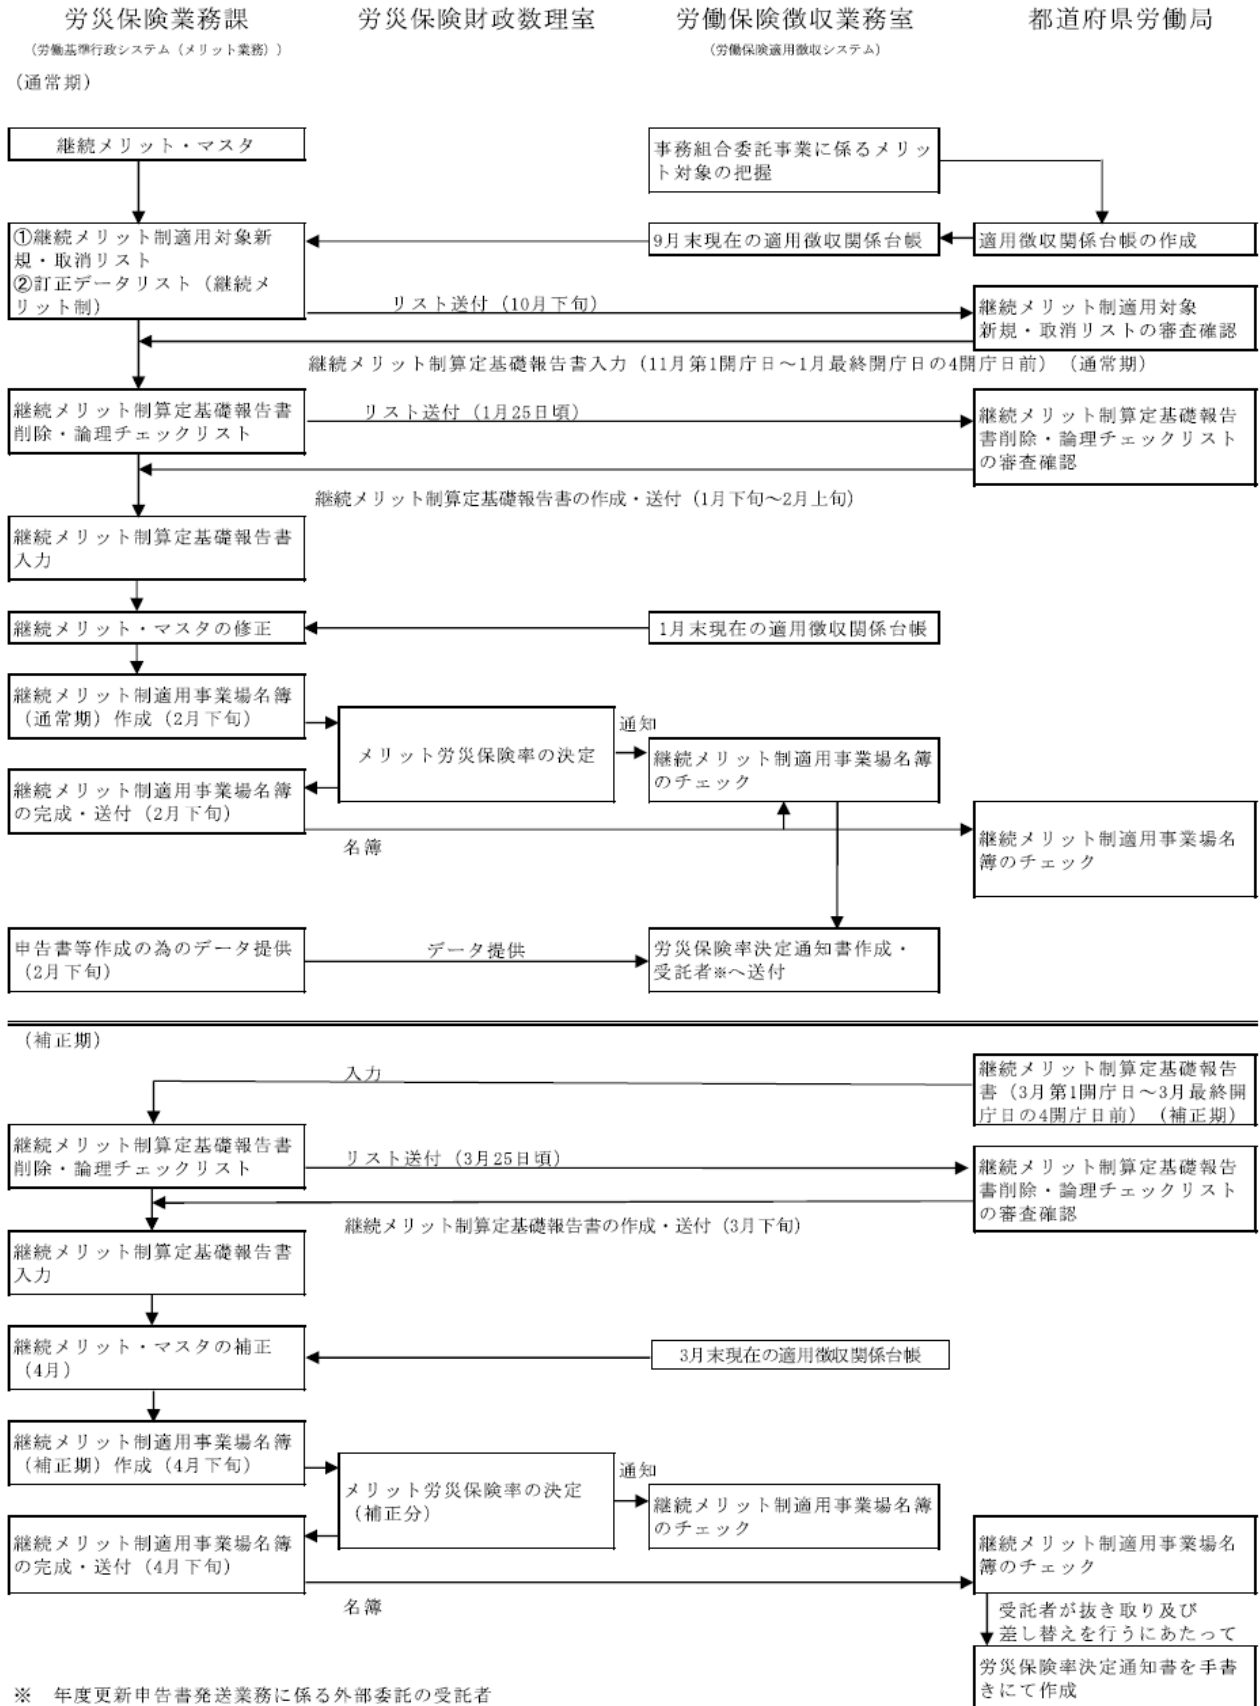 労災保険業務課
(労働基準行政システム(メリット業務))
労災保険財政数理室
労働保険徴収業務室
(労働保険適用徴収システム)
都道府県労働局
(通常期)
継続メリット・マスタ
事務組合委託事業に係るメリッ
ト対象の把握
①継続メリット制適用対象新
規・取消リスト
②訂正データリスト(継続メ
リット制)
9月末現在の適用徴収関係台帳
適用徴収関係台帳の作成
リスト送付(10月下旬)
継続メリット制適用対象
新規・取消リストの審査確認
継続メリット制算定基礎報告書入力(11月第1開庁日~1月最終開庁日の4開庁日前)(通常期)
継続メリット制算定基礎報告書
削除・論理チェックリスト
リスト送付(1月25日頃)
継続メリット制算定基礎報告
書削除・論理チェックリスト
の審査確認
継続メリット制算定基礎報告書の作成・送付(1月下旬~2月上旬)
継続メリット制算定基礎報告書
入力
継続メリット・マスタの修正
1月末現在の適用徴収関係台帳
継続メリット制適用事業場名簿
(通常期)作成(2月下旬)
メリット労災保険率の決定
通知
継続メリット制適用事業場名簿
のチェック
継続メリット制適用事業場名簿
の完成・送付(2月下旬)
名簿
継続メリット制適用事業場名
簿のチェック
申告書等作成の為のデータ提供
(2月下旬)
データ提供
労災保険率決定通知書作成・
受託者※へ送付
(補正期)
入力
継続メリット制算定基礎報告
書(3月第1開庁日~3月最終開
庁日の4開庁日前)(補正期)
継続メリット制算定基礎報告書
削除・論理チェックリスト
リスト送付(3月25日頃)
継続メリット制算定基礎報告
書削除・論理チェックリスト
の審査確認
継続メリット制算定基礎報告書の作成・送付(3月下旬)
継続メリット制算定基礎報告書
入力
継続メリット・マスタの補正
(4月)
3月末現在の適用徴収関係台帳
継続メリット制適用事業場名簿
(補正期)作成(4月下旬)
メリット労災保険率の決定
(補正分)
通知
継続メリット制適用事業場名簿
のチェック
継続メリット制適用事業場名簿
の完成・送付(4月下旬)
名簿
継続メリット制適用事業場名
簿のチェック
受託者が抜き取り及び
差し替えを行うにあたって
労災保険率決定通知書を手書
きにて作成
※ 年度更新申告書発送業務に係る外部委託の受託者